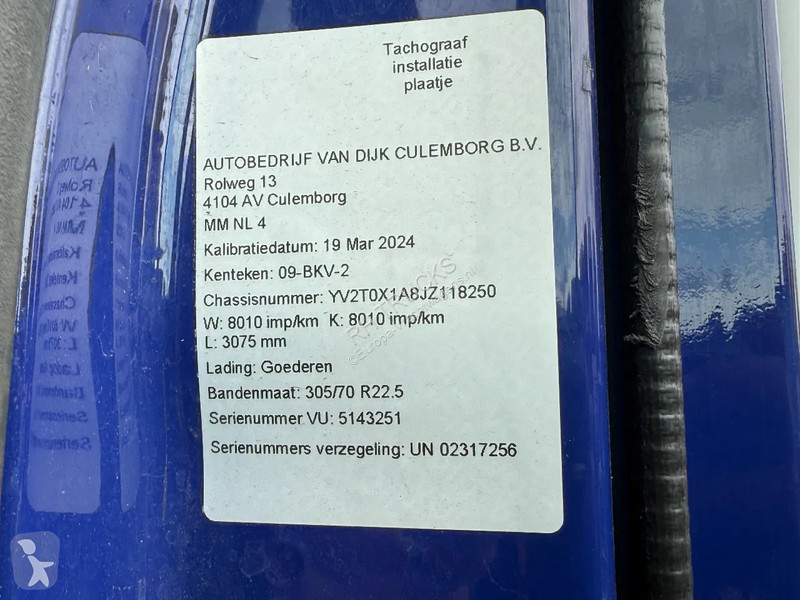 Tachograaf
installatie
plaatje
AUTOBEDRIJF VAN DIJK CULEMBORG B.V.
Rolweg 13
4104 AV Culemborg
MM NL 4
Kalibratiedatum: 19 Mar 2024
Kenteken: 09-BKV-2
Chassisnummer: YV2T0X1A8JZ118250
W: 8010 imp/km K: 8010 imp/km
L: 3075 mm
Lading: Goederen
Bandenmaat: 305/70 R22.5
Serienummer VU: 5143251
Serienummers verzegeling: UN 02317256